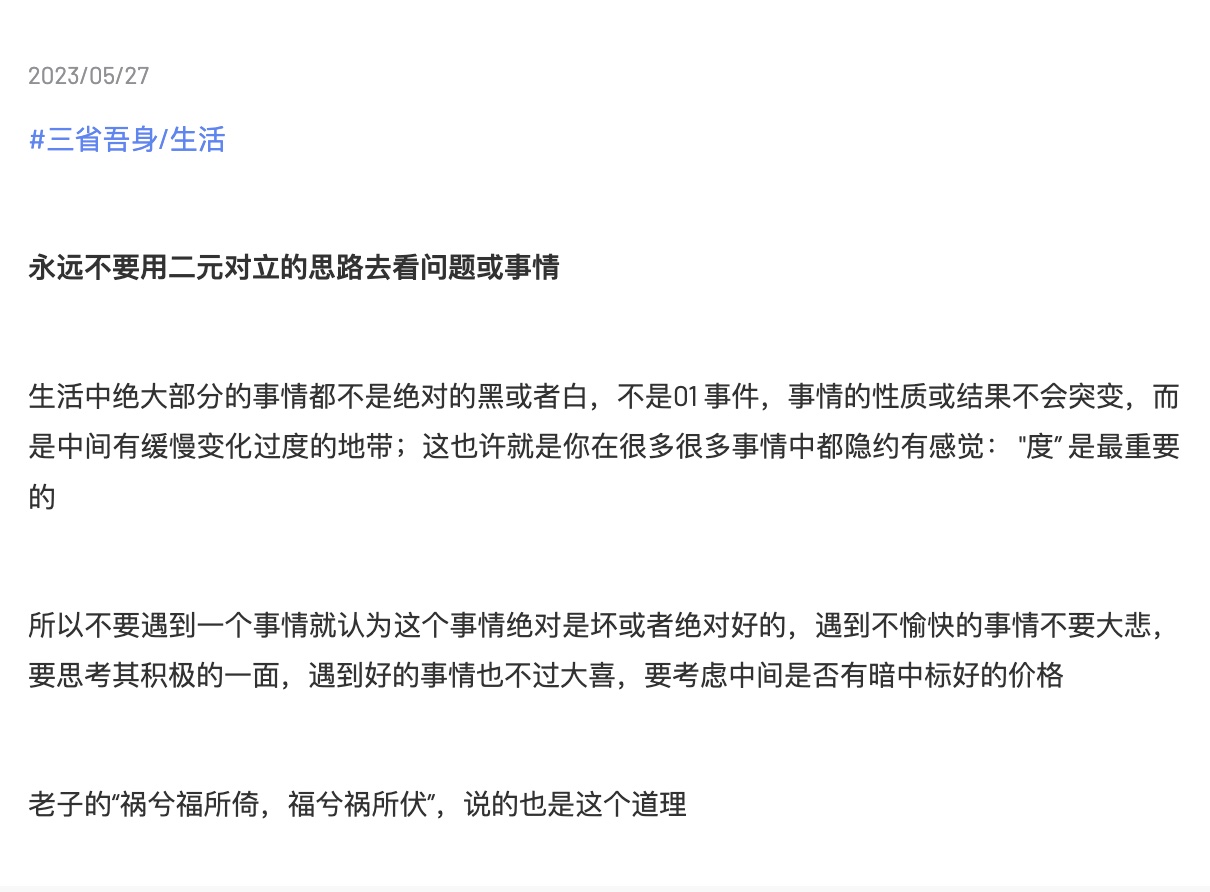 2023/05/27
#三省吾身/生活
永远不要用二元对立的思路去看问题或事情
生活中绝大部分的事情都不是绝对的黑或者白，不是01 事件，事情的性质或结果不会突变，而
是中间有缓慢变化过度的地带；这也许就是你在很多很多事情中都隐约有感觉： "度” 是最重要
的
所以不要遇到一个事情就认为这个事情绝对是坏或者绝对好的，遇到不愉快的事情不要大悲，
要思考其积极的一面，遇到好的事情也不过大喜，要考虑中间是否有暗中标好的价格
老子的“祸兮福所倚，福兮祸所伏”，说的也是这个道理